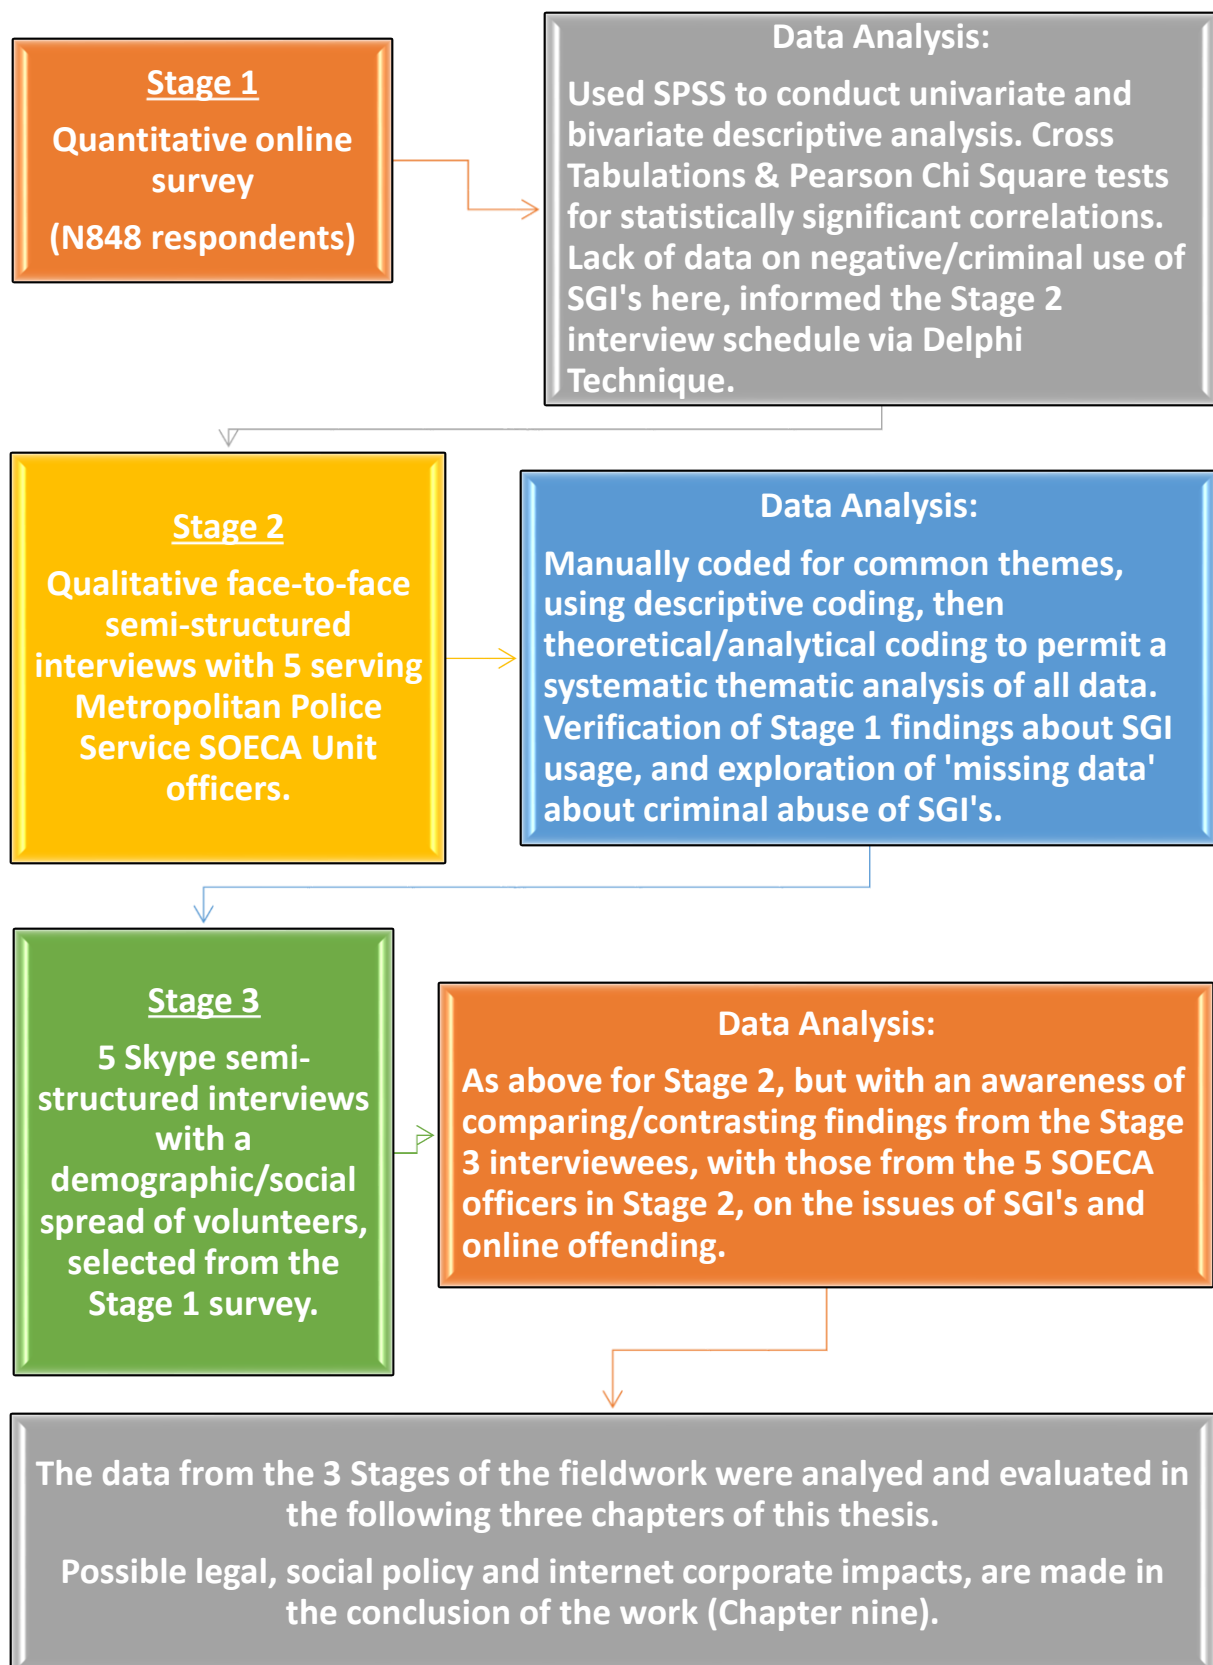 Stage 1
Quantitative online
survey
(N848 respondents)
Data Analysis:
Used SPSS to conduct univariate and
bivariate descriptive analysis. Cross
Tabulations & Pearson Chi Square tests
for statistically significant correlations.
Lack of data on negative/criminal use of
SGI's here, informed the Stage 2
interview schedule via Delphi
Technique.
Stage 2
Qualitative face-to-face
semi-structured
interviews with 5 serving
Metropolitan Police
Service SOECA Unit
officers.
Data Analysis:
Manually coded for common themes,
using descriptive coding, then
theoretical/analytical coding to permit a
systematic thematic analysis of all data.
Verification of Stage 1 findings about SGI
usage, and exploration of 'missing data'
about criminal abuse of SGI's.
Stage 3
5 Skype semi-
structured interviews
with a
demographic/social
spread of volunteers,
selected from the
Stage 1 survey.
Data Analysis:
As above for Stage 2, but with an awareness of
comparing/contrasting findings from the Stage
3 interviewees, with those from the 5 SOECA
officers in Stage 2, on the issues of SGI's and
online offending.
The data from the 3 Stages of the fieldwork were analyed and evaluated in
the following three chapters of this thesis.
Possible legal, social policy and internet corporate impacts, are made in
the conclusion of the work (Chapter nine).